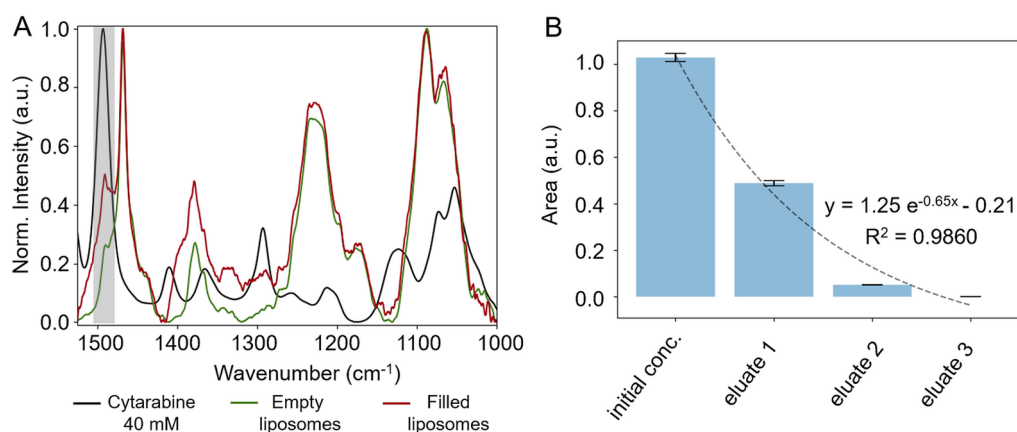 A
Norm. Intensity (a.u.)
1.0
0.8
0.6
0.4
0.2
0.0
1500 1400 1300 1200 1100 1000
Wavenumber (cm⁻¹)
Cytarabine
40 mM
Empty
liposomes
Filled
liposomes
B
Area (a.u.)
1.0
0.8
0.6
0.4
0.2
0.0
y = 1.25 e⁻⁰·⁶⁵ˣ - 0.21
R² = 0.9860
initial conc.
eluate 1
eluate 2
eluate 3